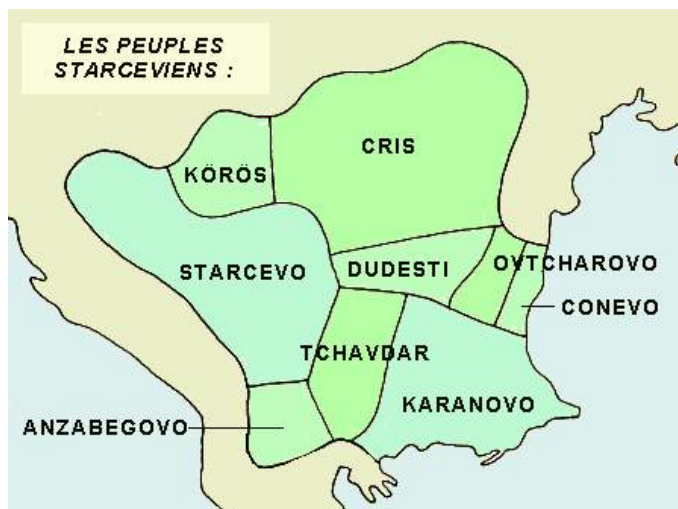 LES PEUPLES
STARCEVIENS :
CRIS
KÖRÖS
STARCEVO
DUDESTI
OVTCHAROVO
CONEVO
TCHAVDAR
KARANOVO
ANZABEGOVO